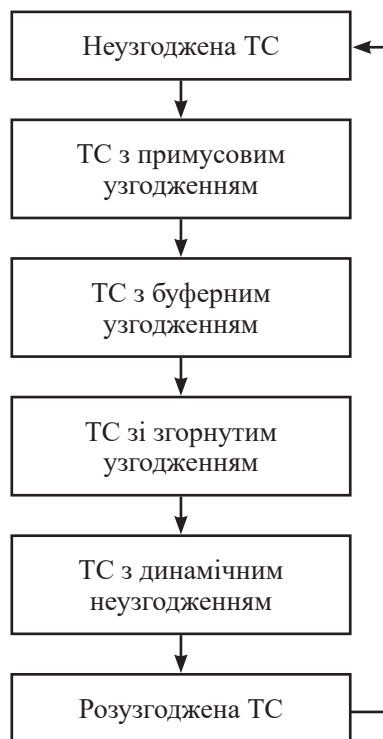 Неузгоджена ТС
ТС з примусовим
узгодженням
ТС з буферним
узгодженням
ТС зі згорнутим
узгодженням
ТС з динамічним
неузгодженням
Розузгоджена ТС